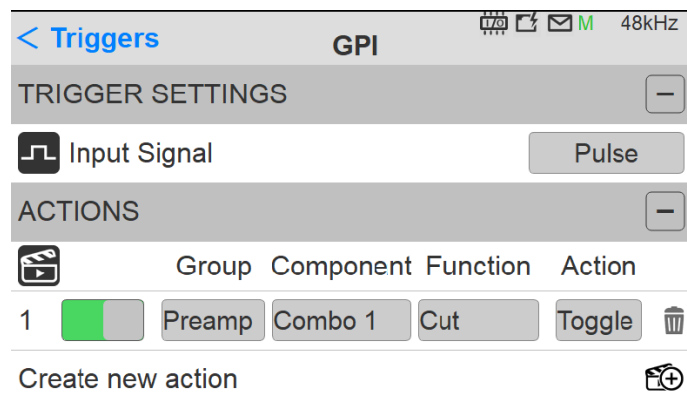 < Triggers
GPI
I/O
M 48kHz
TRIGGER SETTINGS
Input Signal Pulse
ACTIONS
Group Component Function Action
1 Preamp Combo 1 Cut Toggle
Create new action